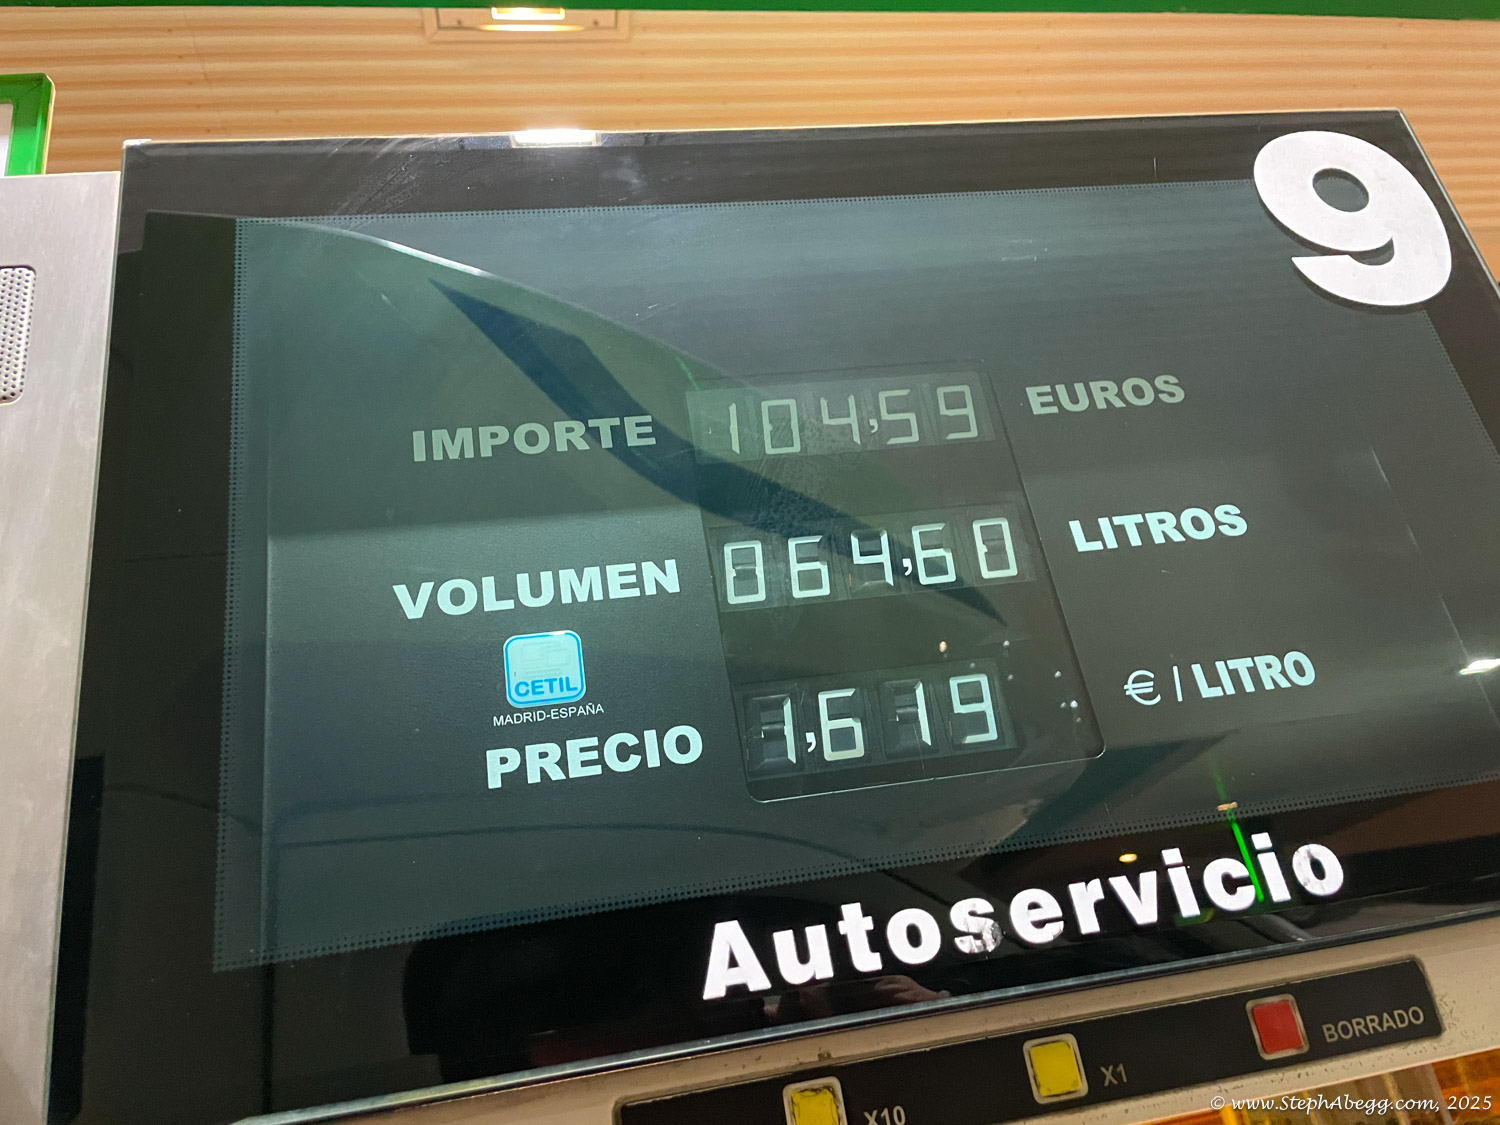 9
IMPORTE 104,59 EUROS
VOLUMEN 064,60 LITROS
CETIL
MADRID-ESPAÑA
PRECIO 1,619 € / LITRO
Autoservicio
X10 X1 BORRADO
© www.StephAbegg.com, 2025